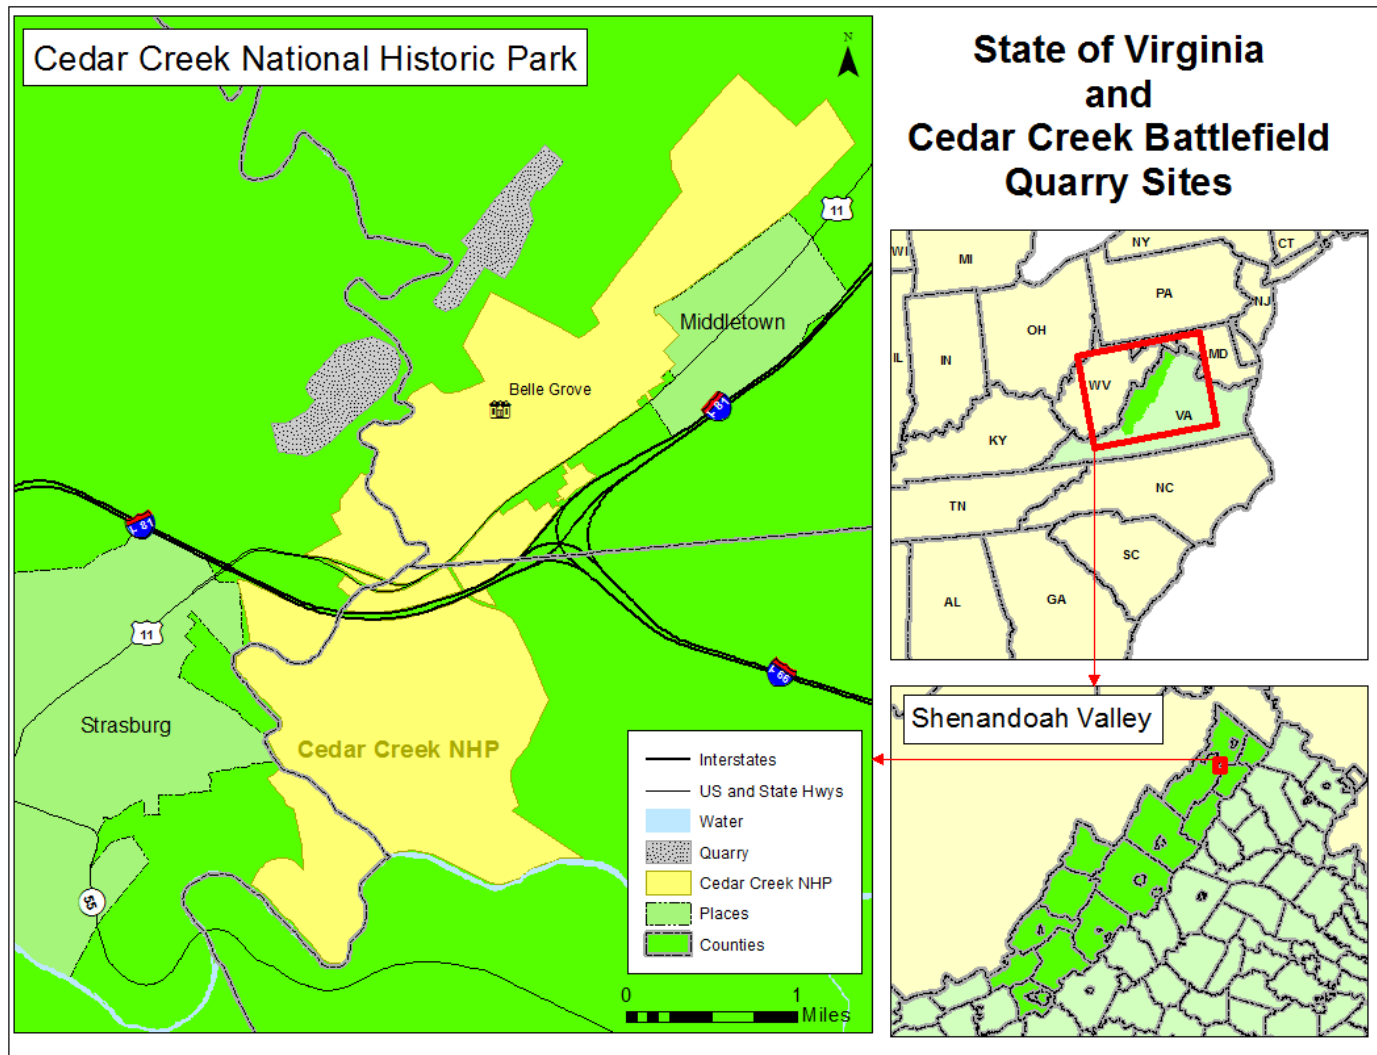 Cedar Creek National Historic Park
N
State of Virginia
and
Cedar Creek Battlefield
Quarry Sites
11
Middletown
Belle Grove
I-81
I-81
11
Strasburg
Cedar Creek NHP
I-66
55
Interstates
US and State Hwys
Water
Quarry
Cedar Creek NHP
Places
Counties
0 1
Miles
WI
MI
NY
CT
PA
NJ
OH
IL
IN
MD
WV
VA
KY
NC
TN
SC
AL
GA
Shenandoah Valley